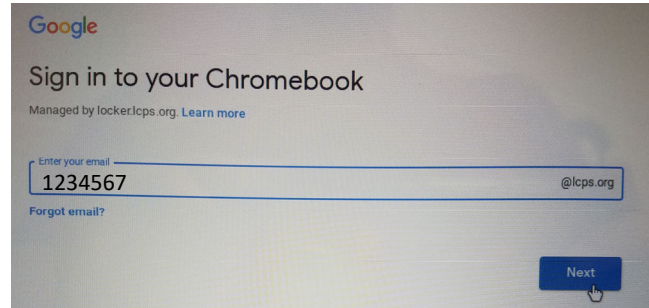 Google
Sign in to your Chromebook
Managed by locker.lcps.org. Learn more
Enter your email
1234567 @lcps.org
Forgot email?
Next